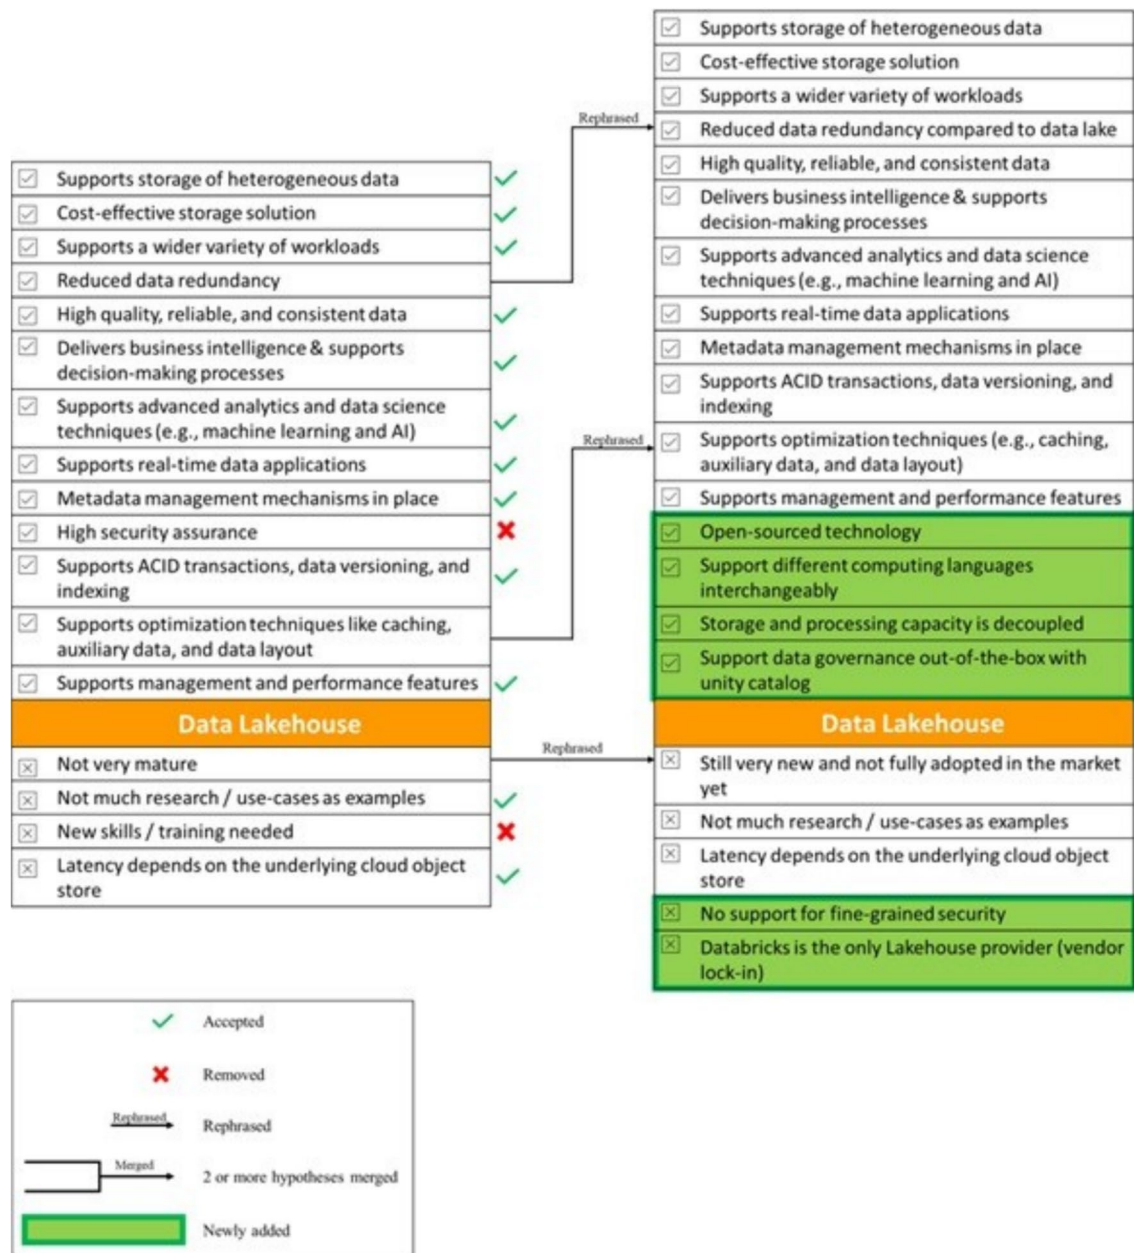 Supports storage of heterogeneous data
Cost-effective storage solution
Supports a wider variety of workloads
Reduced data redundancy
High quality, reliable, and consistent data
Delivers business intelligence & supports
decision-making processes
Supports advanced analytics and data science
techniques (e.g., machine learning and AI)
Supports real-time data applications
Metadata management mechanisms in place
High security assurance
Supports ACID transactions, data versioning, and
indexing
Supports optimization techniques like caching,
auxiliary data, and data layout
Supports management and performance features
Data Lakehouse
Not very mature
Not much research / use-cases as examples
New skills / training needed
Latency depends on the underlying cloud object
store
Rephrased
Rephrased
Rephrased
Supports storage of heterogeneous data
Cost-effective storage solution
Supports a wider variety of workloads
Reduced data redundancy compared to data lake
High quality, reliable, and consistent data
Delivers business intelligence & supports
decision-making processes
Supports advanced analytics and data science
techniques (e.g., machine learning and AI)
Supports real-time data applications
Metadata management mechanisms in place
Supports ACID transactions, data versioning, and
indexing
Supports optimization techniques (e.g., caching,
auxiliary data, and data layout)
Supports management and performance features
Open-sourced technology
Support different computing languages
interchangeably
Storage and processing capacity is decoupled
Support data governance out-of-the-box with
unity catalog
Data Lakehouse
Still very new and not fully adopted in the market
yet
Not much research / use-cases as examples
Latency depends on the underlying cloud object
store
No support for fine-grained security
Databricks is the only Lakehouse provider (vendor
lock-in)
Accepted
Removed
Rephrased
Rephrased
Merged
2 or more hypotheses merged
Newly added